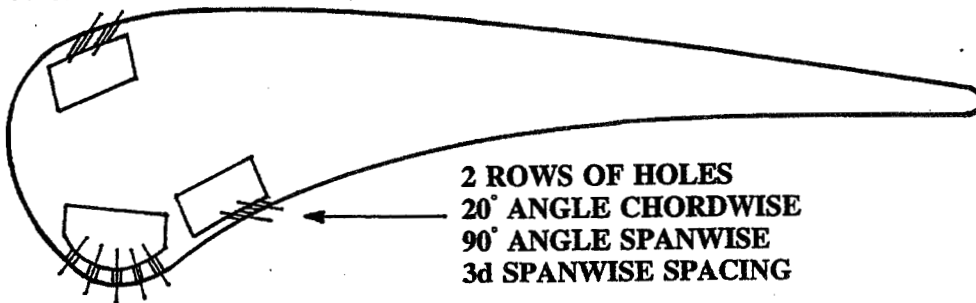 2 ROWS OF HOLES
20° ANGLE CHORDWISE
90° ANGLE SPANWISE
3d SPANWISE SPACING